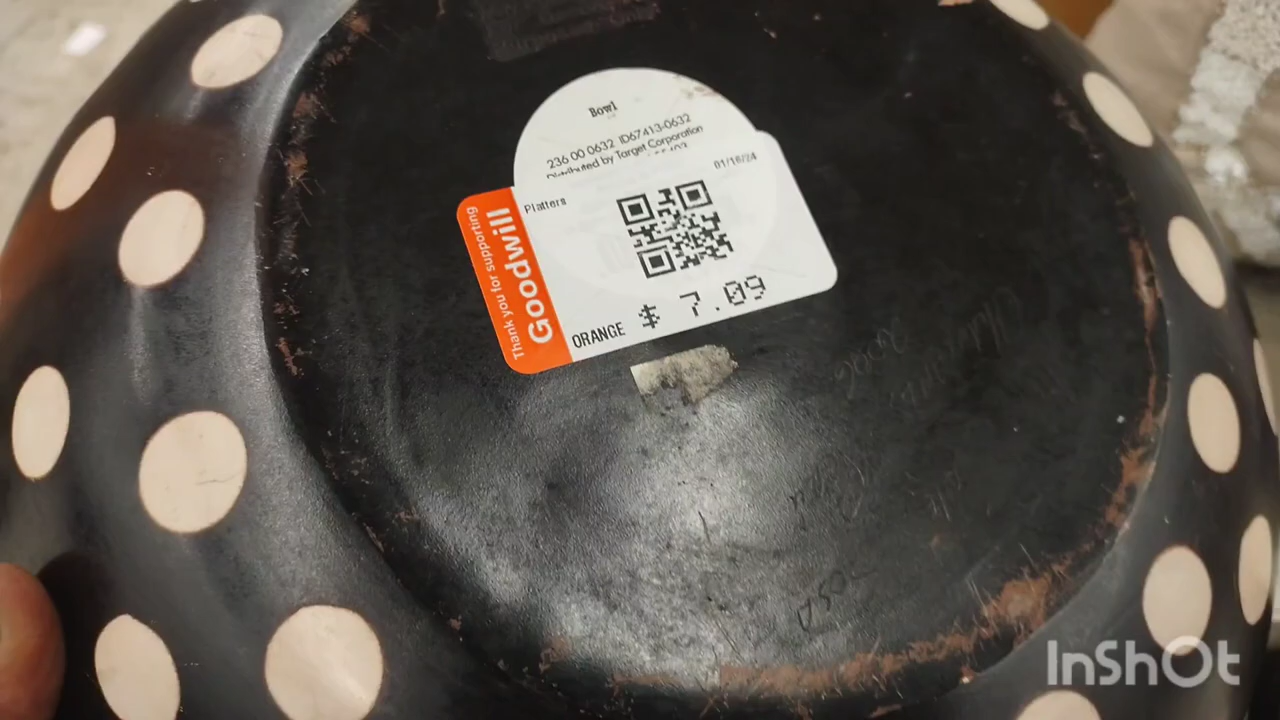 Bowl
236 00 0632 ID67413-0632
Distributed by Target Corporation
01/16/24
Platters
Thank you for supporting
Goodwill
ORANGE $ 7.09
2006
InShOt